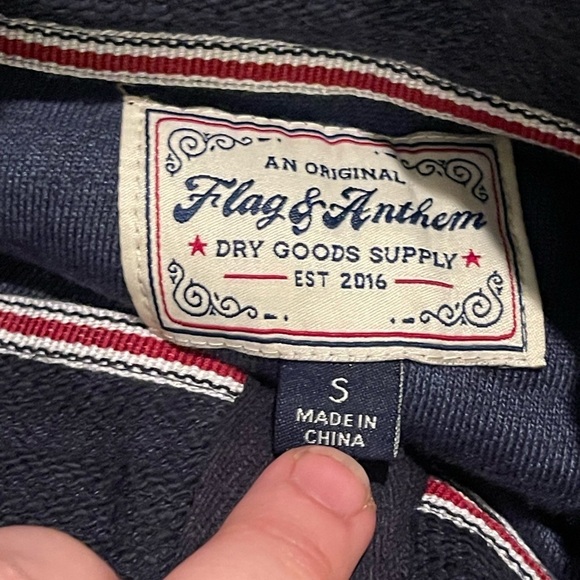 AN ORIGINAL
Flag & Anthem
★ DRY GOODS SUPPLY ★
EST 2016
S
MADE IN
CHINA